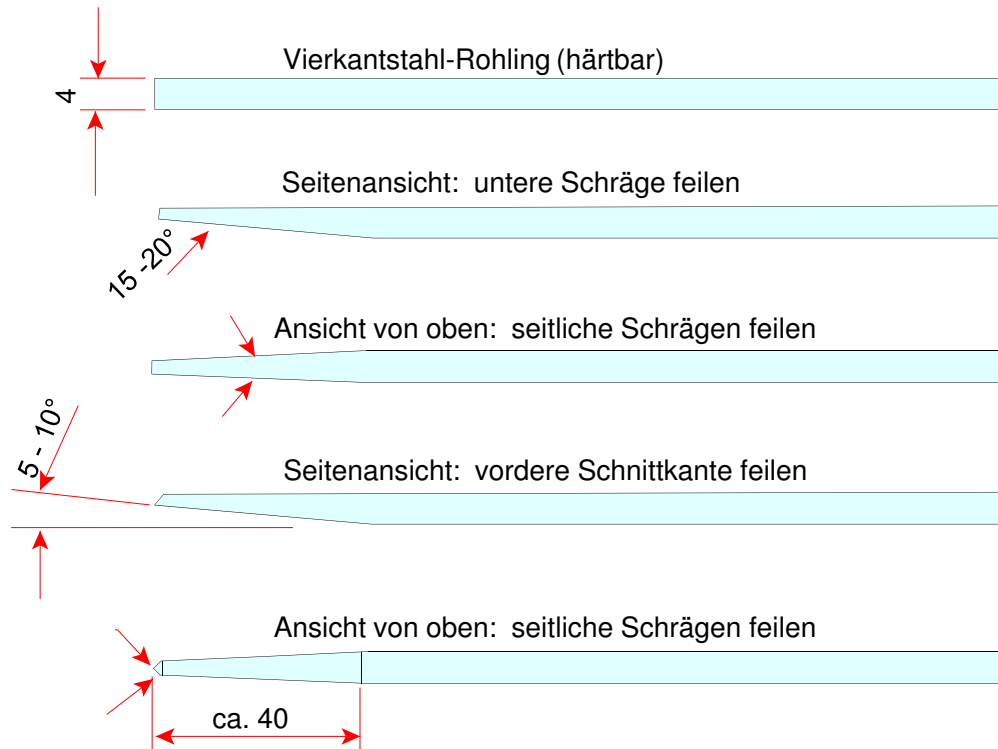 Vierkantstahl-Rohling (härtbar)
4
Seitenansicht: untere Schräge feilen
15 -20°
Ansicht von oben: seitliche Schrägen feilen
5 - 10°
Seitenansicht: vordere Schnittkante feilen
Ansicht von oben: seitliche Schrägen feilen
ca. 40